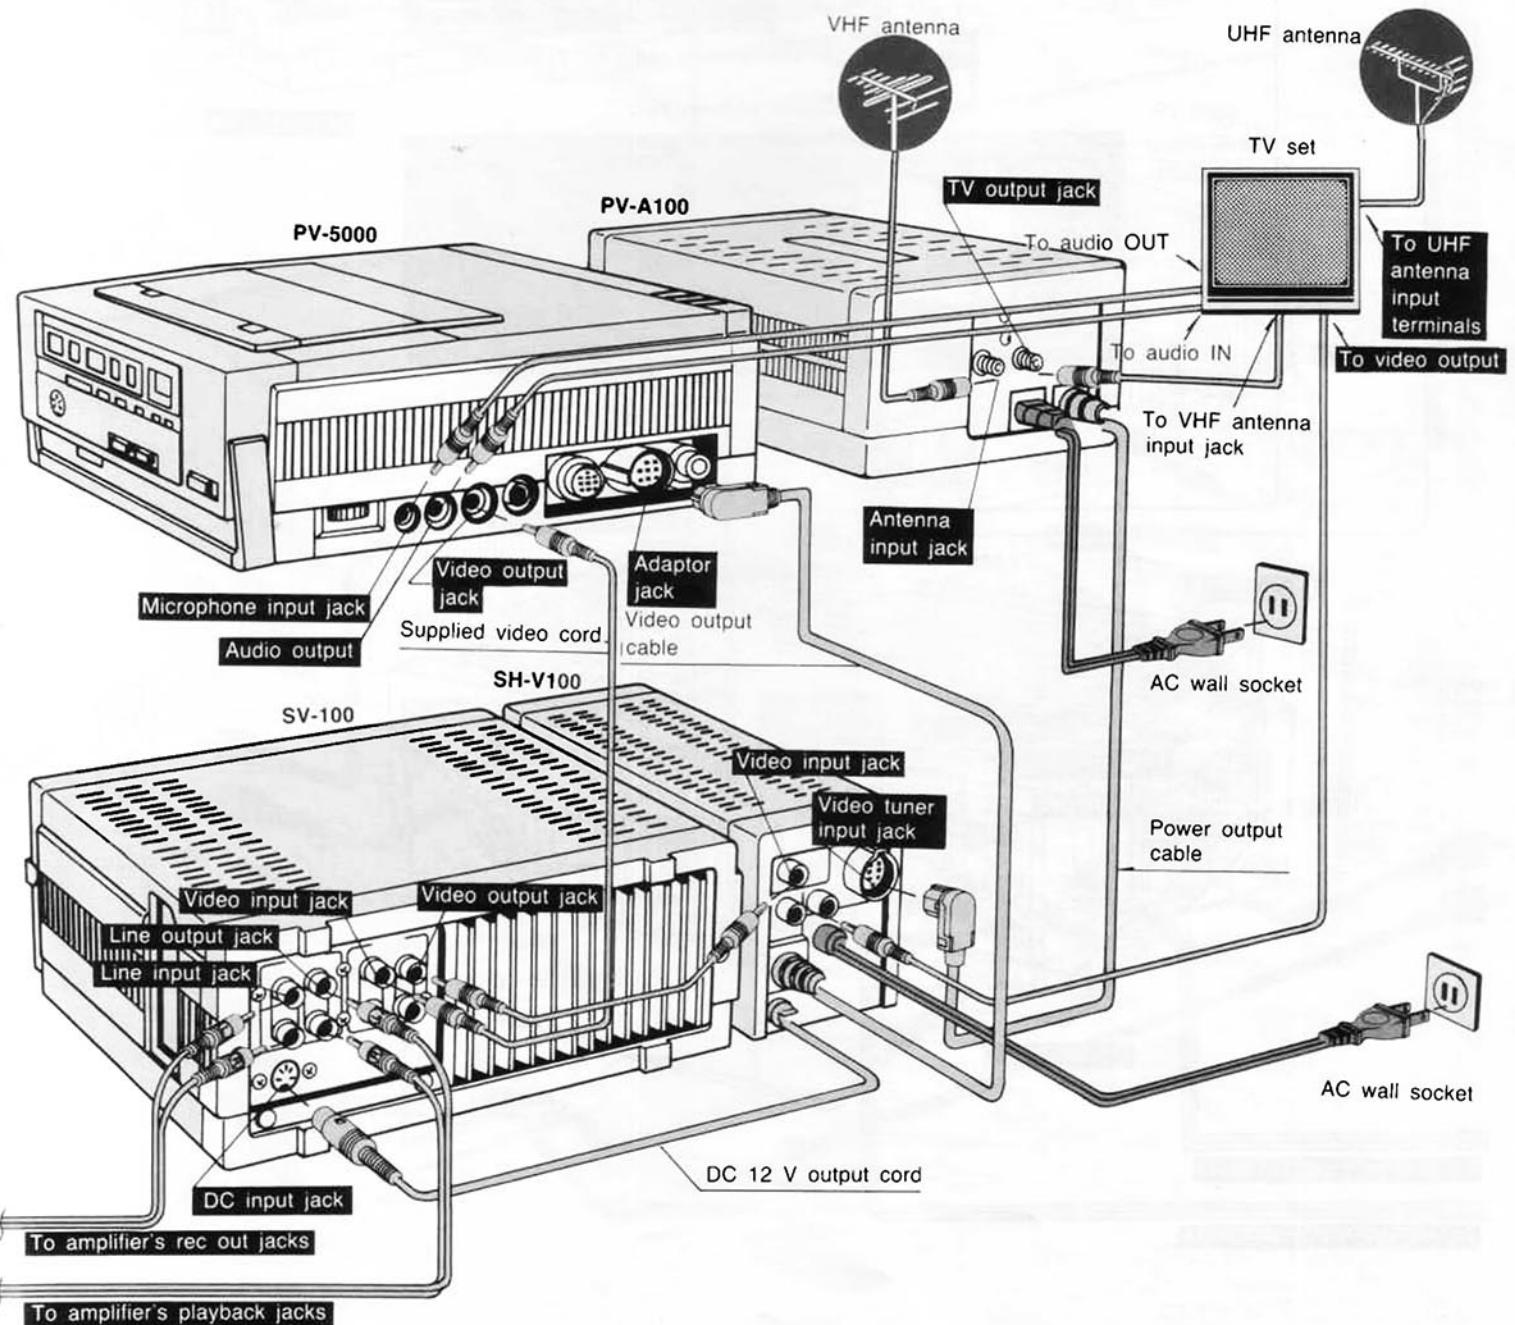 VHF antenna
UHF antenna
TV set
TV output jack
PV-A100
PV-5000
To audio OUT
To UHF
antenna
input
terminals
To audio IN
To video output
To VHF antenna
input jack
Antenna
input jack
Video output
jack
Adaptor
jack
Microphone input jack
Audio output
Supplied video cord
Video output
cable
AC wall socket
SH-V100
SV-100
Video input jack
Video tuner
input jack
Power output
cable
Video input jack
Video output jack
Line output jack
Line input jack
AC wall socket
DC 12 V output cord
DC input jack
To amplifier's rec out jacks
To amplifier's playback jacks